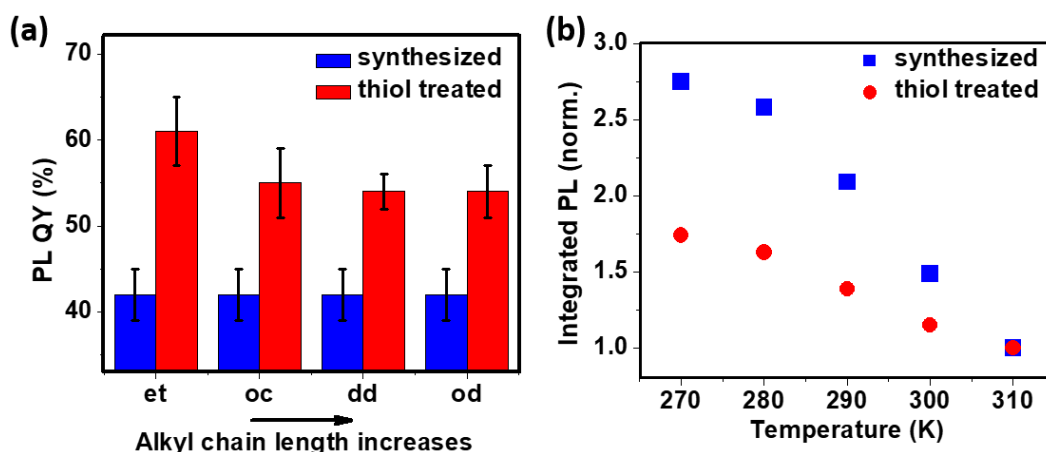 (a)
70
60
50
40
PL QY (%)
synthesized
thiol treated
et oc dd od
Alkyl chain length increases
(b)
3.0
2.5
2.0
1.5
1.0
Integrated PL (norm.)
synthesized
thiol treated
270 280 290 300 310
Temperature (K)